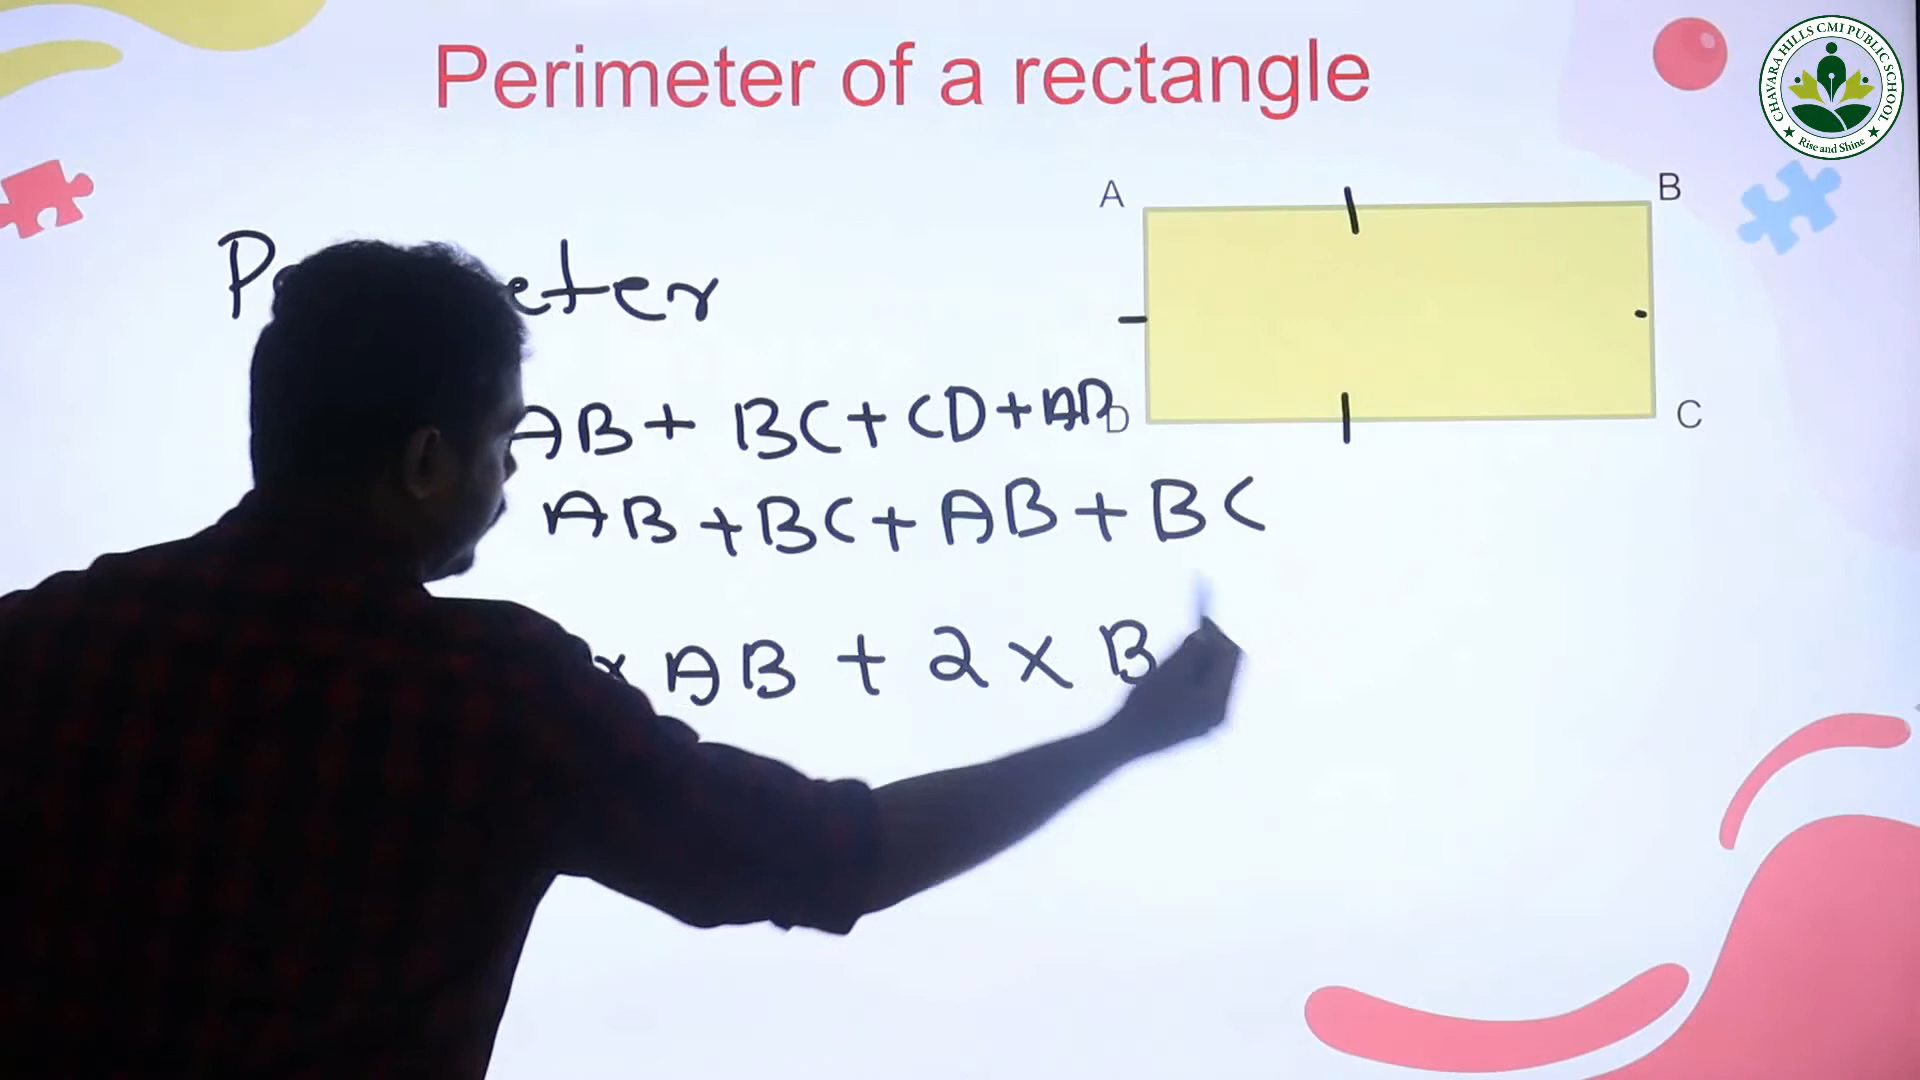 Perimeter of a rectangle
CHAVARA HILLS CMI PUBLIC SCHOOL
Rise and Shine
A
B
AB + BC + CD + AD
D
C
AB + BC + AB + BC
× AB + 2 × B